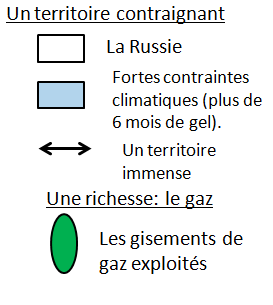 Un territoire contraignant
La Russie
Fortes contraintes
climatiques (plus de
6 mois de gel).
Un territoire
immense
Une richesse: le gaz
Les gisements de
gaz exploités